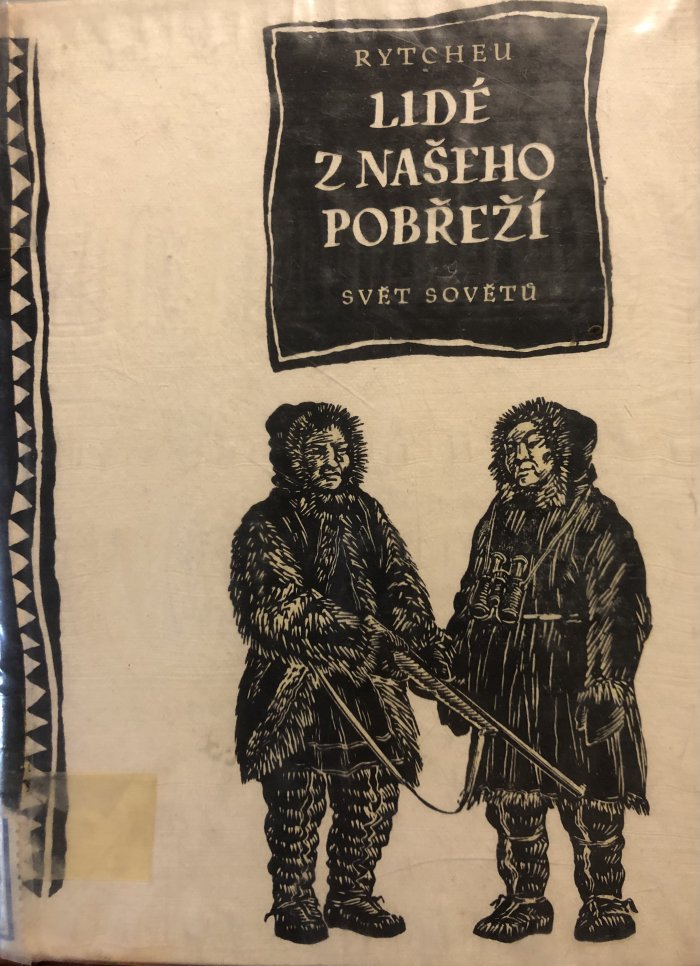 RYTCHEU
LIDÉ
Z NAŠEHO
POBŘEŽÍ
SVĚT SOVĚTŮ